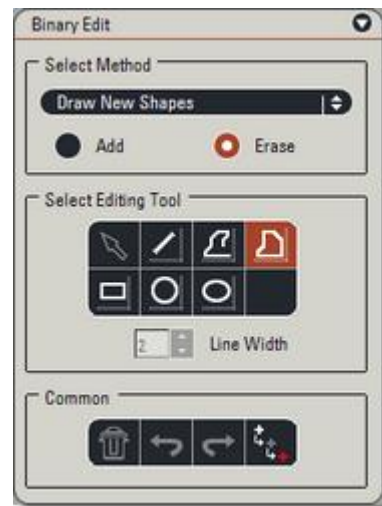 Binary Edit
Select Method
Draw New Shapes
Add Erase
Select Editing Tool
2 Line Width
Common